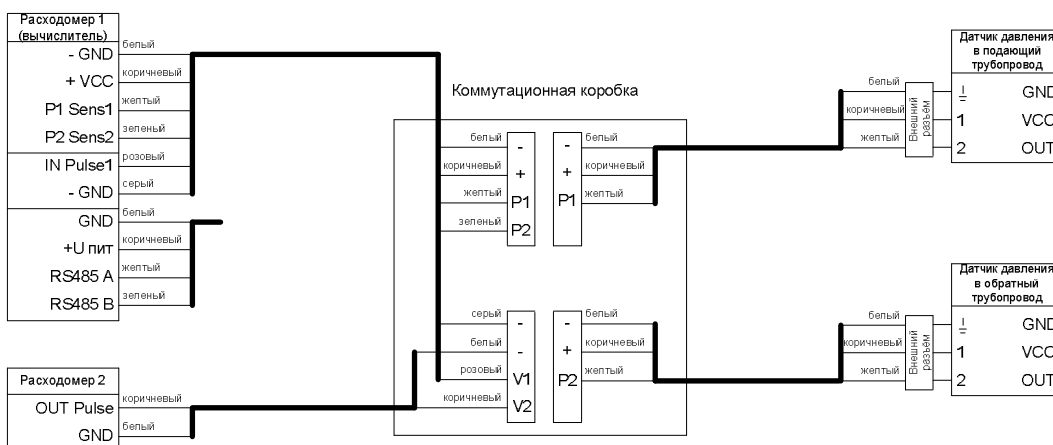 Расходомер 1
(вычислитель)
- GND
белый
+ VCC
коричневый
P1 Sens1
желтый
P2 Sens2
зеленый
IN Pulse1
розовый
- GND
серый
GND
белый
+U пит
коричневый
RS485 A
желтый
RS485 B
зеленый
Расходомер 2
OUT Pulse
коричневый
GND
белый
Коммутационная коробка
белый
-
коричневый
+
желтый
P1
зеленый
P2
-
белый
+
коричневый
P1
желтый
серый
-
белый
-
розовый
V1
коричневый
V2
-
белый
+
коричневый
P2
желтый
Датчик давления
в подающий
трубопровод
белый
коричневый
желтый
Внешний
разъём
GND
1
VCC
2
OUT
Датчик давления
в обратный
трубопровод
белый
коричневый
желтый
Внешний
разъём
GND
1
VCC
2
OUT